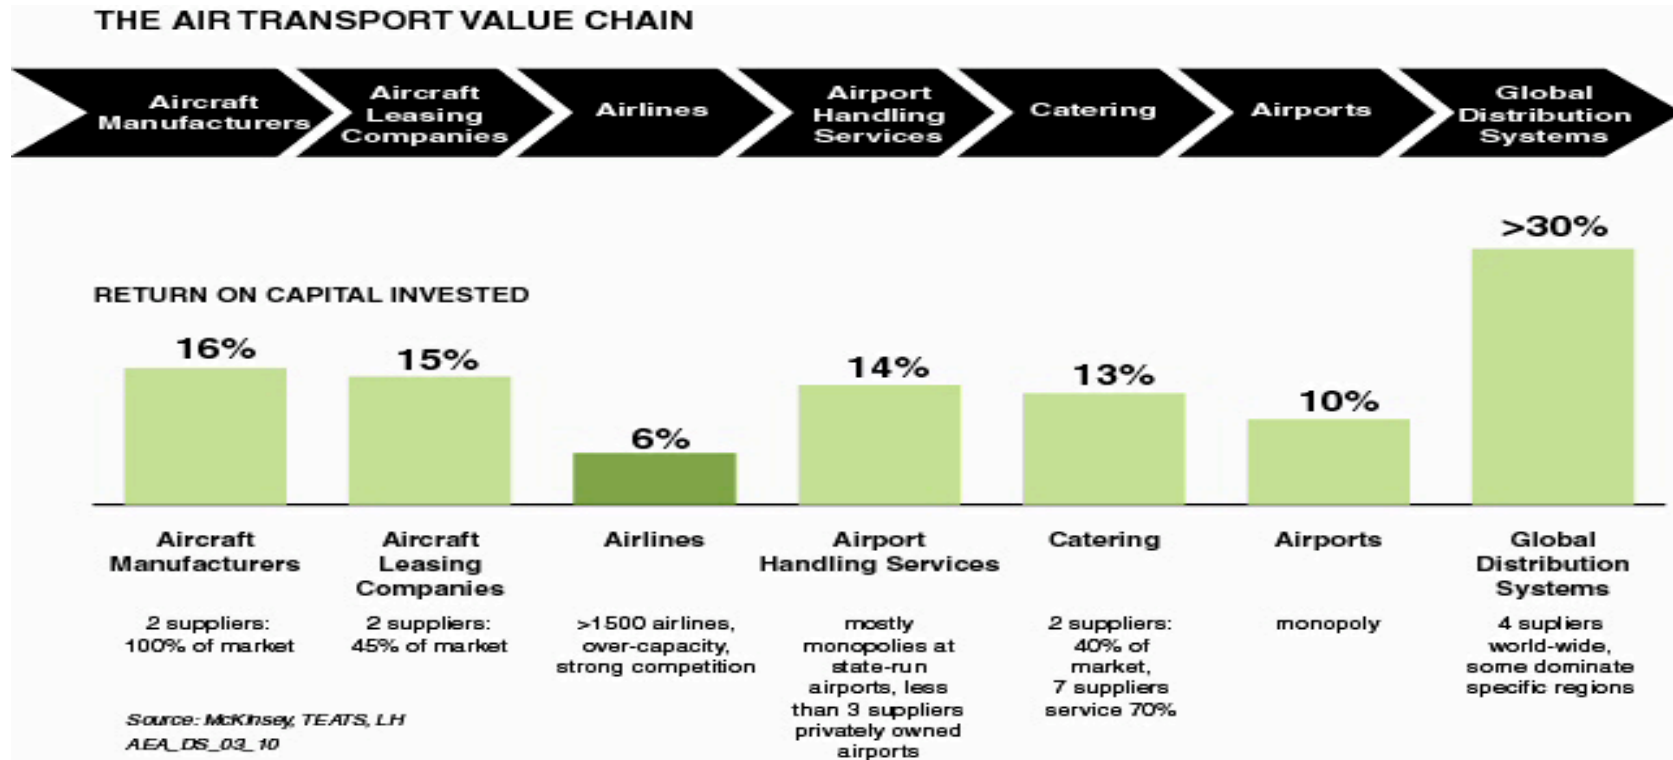 THE AIR TRANSPORT VALUE CHAIN
Aircraft
Manufacturers
Aircraft
Leasing
Companies
Airlines
Airport
Handling
Services
Catering
Airports
Global
Distribution
Systems
RETURN ON CAPITAL INVESTED
16%
15%
6%
14%
13%
10%
>30%
Aircraft
Manufacturers
2 suppliers:
100% of market
Aircraft
Leasing
Companies
2 suppliers:
45% of market
Airlines
>1500 airlines,
over-capacity,
strong competition
Airport
Handling Services
mostly
monopolies at
state-run
airports, less
than 3 suppliers
privately owned
airports
Catering
2 suppliers:
40% of
market,
7 suppliers
service 70%
Airports
monopoly
Global
Distribution
Systems
4 supliers
world-wide,
some dominate
specific regions
Source: McKinsey, TEATS, LH
AEA_DS_03_10